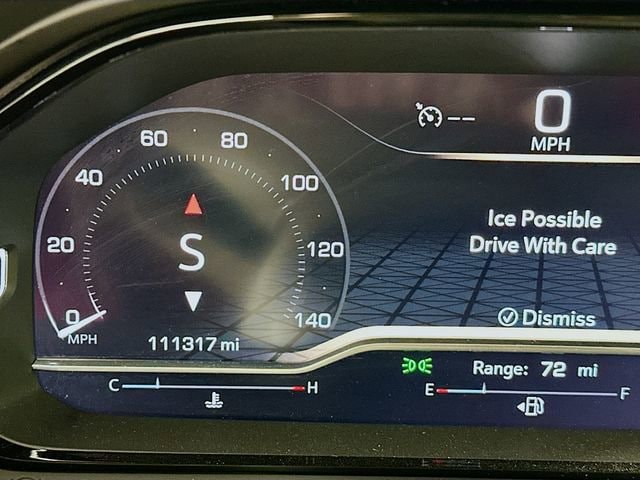 0
MPH
60
80
40
100
20
S
120
0
MPH
140
111317 mi
Ice Possible
Drive With Care
Dismiss
Range: 72 mi
C
H
E
F